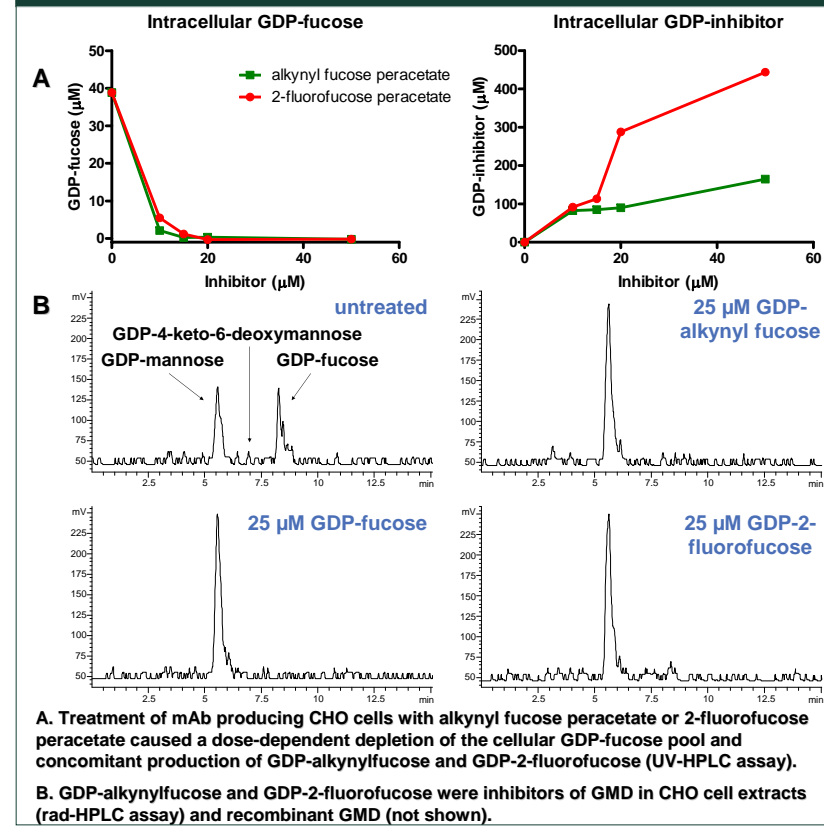 Intracellular GDP-fucose
Intracellular GDP-inhibitor
A
50
40
30
20
10
0
GDP-fucose (µM)
alkynyl fucose peracetate
2-fluorofucose peracetate
0 20 40 60
Inhibitor (µM)
500
400
300
200
100
0
GDP-inhibitor (µM)
0 20 40 60
Inhibitor (µM)
B
mV
225
200
175
150
125
100
75
50
untreated
GDP-4-keto-6-deoxymannose
GDP-mannose GDP-fucose
2.5 5 7.5 10 12.5 min
mV
225
200
175
150
125
100
75
50
25 µM GDP-
alkynyl fucose
2.5 5 7.5 10 12.5 min
mV
225
200
175
150
125
100
75
50
25 µM GDP-fucose
2.5 5 7.5 10 12.5 min
mV
225
200
175
150
125
100
75
50
25 µM GDP-2-
fluorofucose
2.5 5 7.5 10 12.5 min
A. Treatment of mAb producing CHO cells with alkynyl fucose peracetate or 2-fluorofucose
peracetate caused a dose-dependent depletion of the cellular GDP-fucose pool and
concomitant production of GDP-alkynylfucose and GDP-2-fluorofucose (UV-HPLC assay).
B. GDP-alkynylfucose and GDP-2-fluorofucose were inhibitors of GMD in CHO cell extracts
(rad-HPLC assay) and recombinant GMD (not shown).